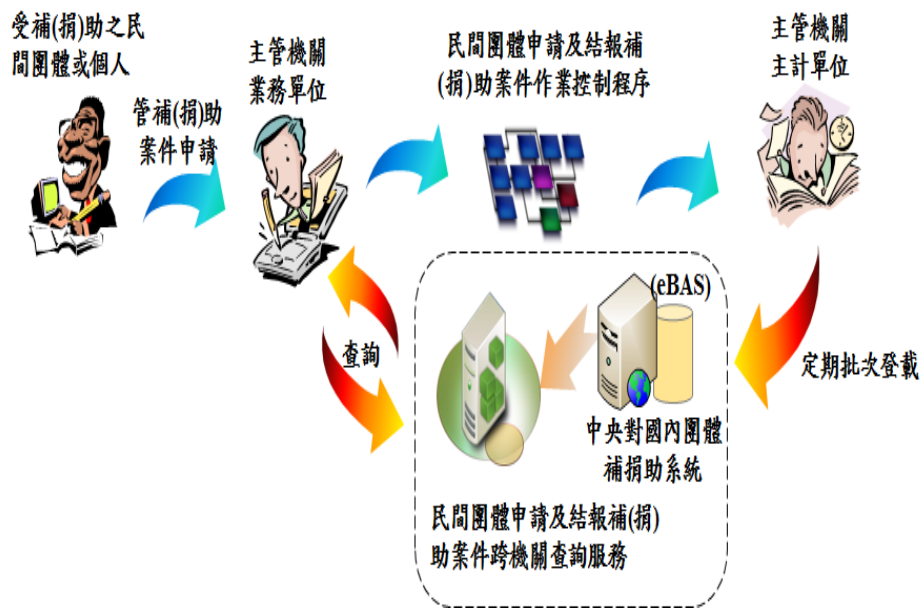 受補(捐)助之民
間團體或個人
管補(捐)助
案件申請
主管機關
業務單位
民間團體申請及結報補
(捐)助案件作業控制程序
主管機關
主計單位
查詢
(eBAS)
定期批次登載
中央對國內團體
補捐助系統
民間團體申請及結報補(捐)
助案件跨機關查詢服務